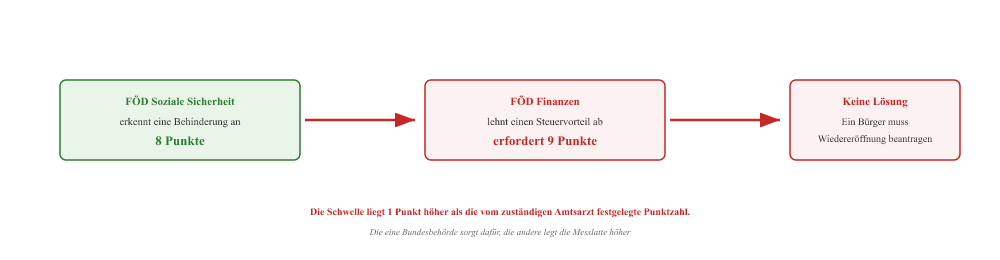 FÖD Soziale Sicherheit
erkennt eine Behinderung an
8 Punkte
FÖD Finanzen
lehnt einen Steuervorteil ab
erfordert 9 Punkte
Keine Lösung
Ein Bürger muss
Wiedereröffnung beantragen
Die Schwelle liegt 1 Punkt höher als die vom zuständigen Amtsarzt festgelegte Punktzahl.
Die eine Bundesbehörde sorgt dafür, die andere legt die Messlatte höher